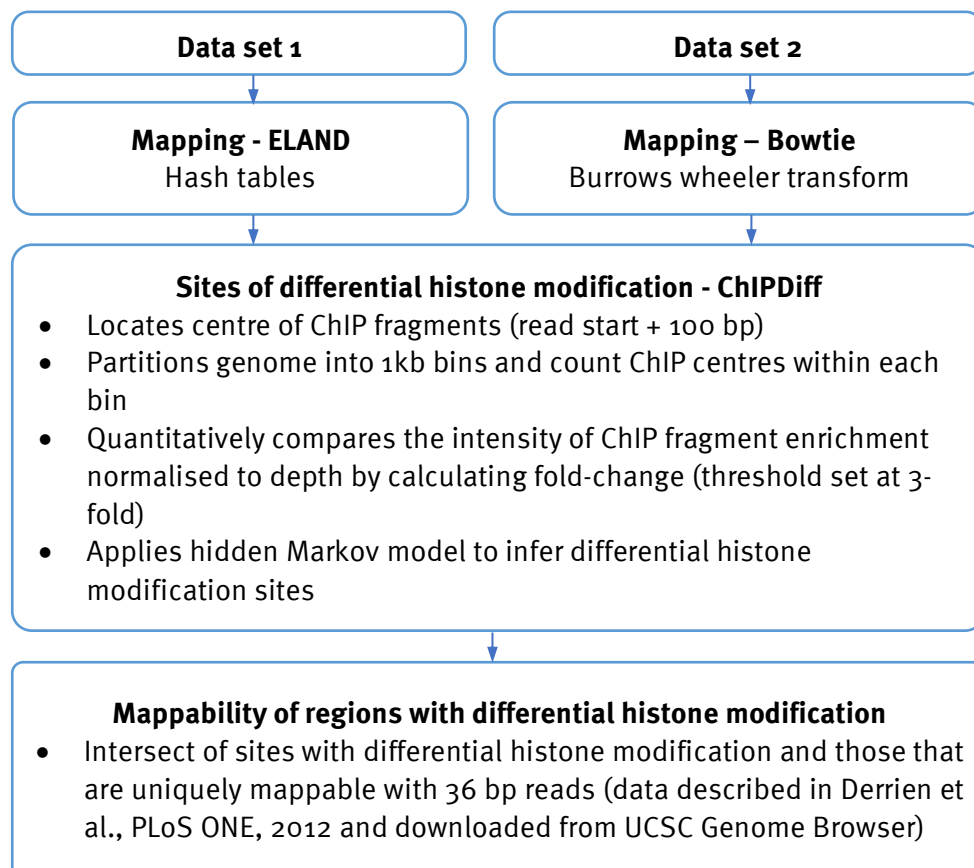 Data set 1
Data set 2
Mapping - ELAND
Hash tables
Mapping – Bowtie
Burrows wheeler transform
Sites of differential histone modification - ChIPDiff
• Locates centre of ChIP fragments (read start + 100 bp)
• Partitions genome into 1kb bins and count ChIP centres within each
bin
• Quantitatively compares the intensity of ChIP fragment enrichment
normalised to depth by calculating fold-change (threshold set at 3-
fold)
• Applies hidden Markov model to infer differential histone
modification sites
Mappability of regions with differential histone modification
• Intersect of sites with differential histone modification and those that
are uniquely mappable with 36 bp reads (data described in Derrien et
al., PLoS ONE, 2012 and downloaded from UCSC Genome Browser)